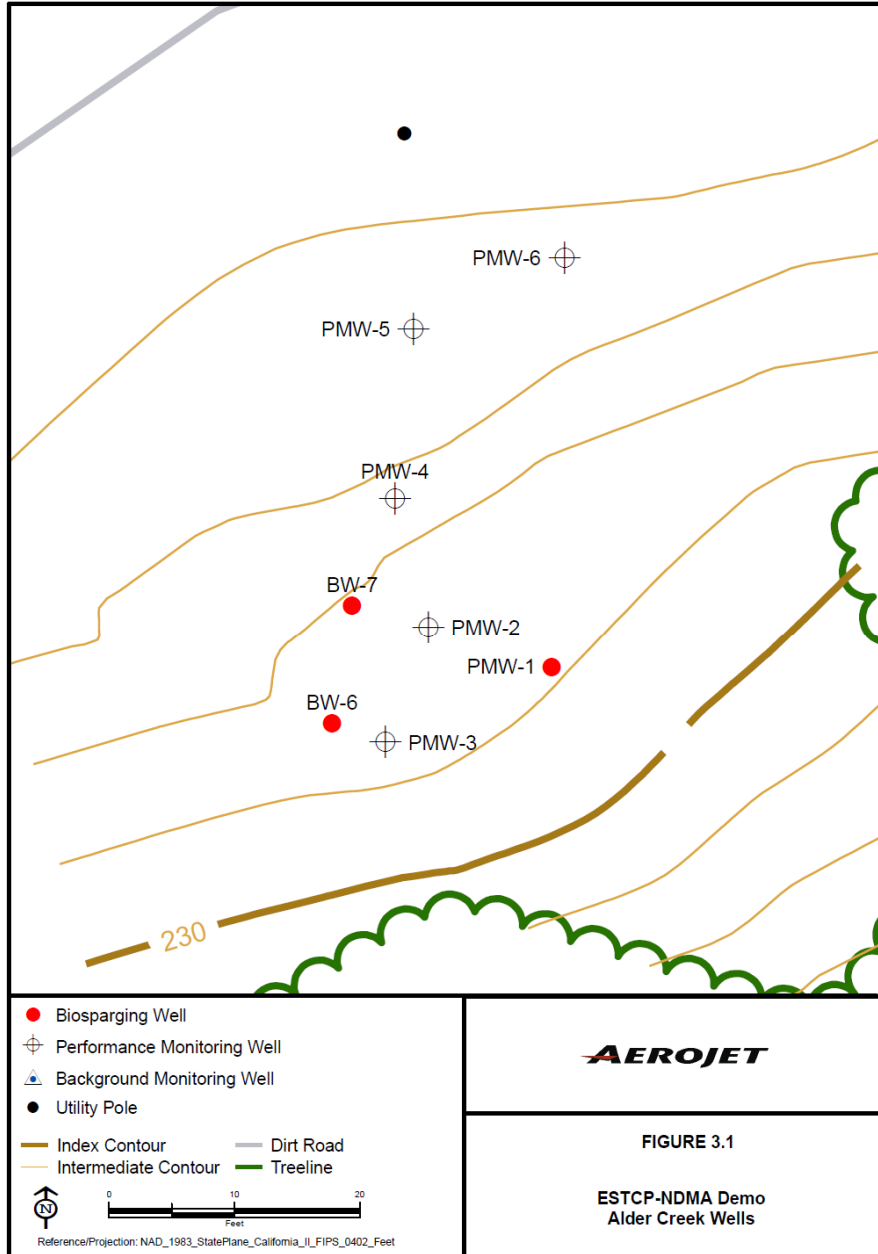 PMW-6
PMW-5
PMW-4
BW-7
PMW-2
PMW-1
BW-6
PMW-3
230
Biosparging Well
Performance Monitoring Well
Background Monitoring Well
Utility Pole
Index Contour
Dirt Road
Intermediate Contour
Treeline
N
0 10 20
Feet
Reference/Projection: NAD_1983_StatePlane_California_II_FIPS_0402_Feet
AEROJET
FIGURE 3.1
ESTCP-NDMA Demo
Alder Creek Wells